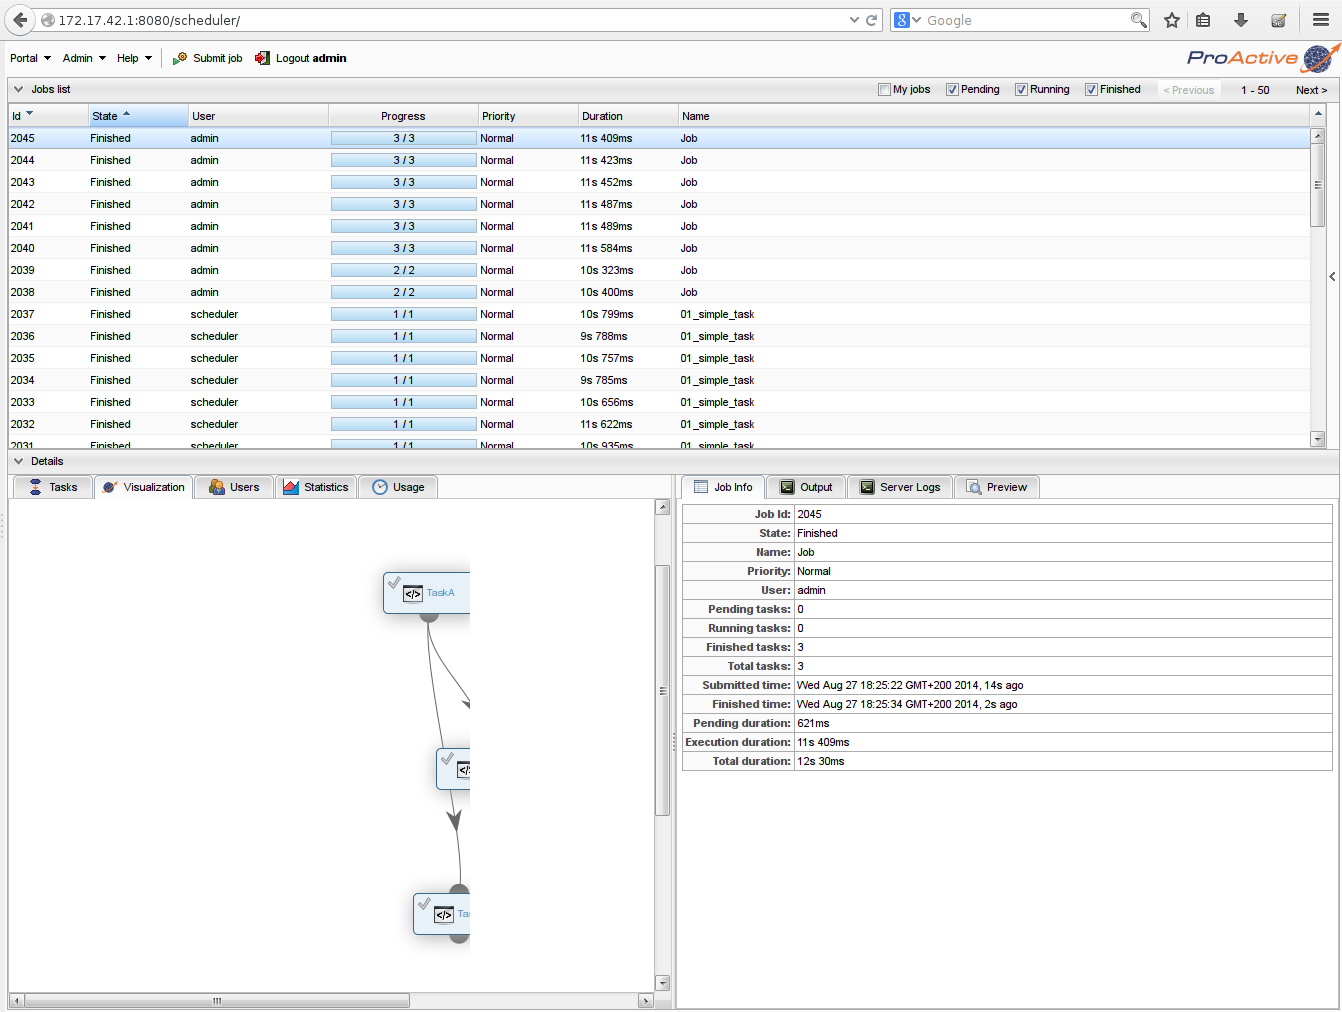 172.17.42.1:8080/scheduler/
Google
Portal Admin Help Submit job Logout admin
ProActive
Jobs list My jobs Pending Running Finished < Previous 1 - 50 Next >
Id State User Progress Priority Duration Name
2045 Finished admin 3 / 3 Normal 11s 409ms Job
2044 Finished admin 3 / 3 Normal 11s 423ms Job
2043 Finished admin 3 / 3 Normal 11s 452ms Job
2042 Finished admin 3 / 3 Normal 11s 487ms Job
2041 Finished admin 3 / 3 Normal 11s 489ms Job
2040 Finished admin 3 / 3 Normal 11s 584ms Job
2039 Finished admin 2 / 2 Normal 10s 323ms Job
2038 Finished admin 2 / 2 Normal 10s 400ms Job
2037 Finished scheduler 1 / 1 Normal 10s 799ms 01_simple_task
2036 Finished scheduler 1 / 1 Normal 9s 788ms 01_simple_task
2035 Finished scheduler 1 / 1 Normal 10s 757ms 01_simple_task
2034 Finished scheduler 1 / 1 Normal 9s 785ms 01_simple_task
2033 Finished scheduler 1 / 1 Normal 10s 656ms 01_simple_task
2032 Finished scheduler 1 / 1 Normal 11s 622ms 01_simple_task
2031 Finished scheduler 1 / 1 Normal 10s 935ms 01_simple_task
Details
Tasks Visualization Users Statistics Usage
TaskA
Tas
Job Info Output Server Logs Preview
Job Id: 2045
State: Finished
Name: Job
Priority: Normal
User: admin
Pending tasks: 0
Running tasks: 0
Finished tasks: 3
Total tasks: 3
Submitted time: Wed Aug 27 18:25:22 GMT+200 2014, 14s ago
Finished time: Wed Aug 27 18:25:34 GMT+200 2014, 2s ago
Pending duration: 621ms
Execution duration: 11s 409ms
Total duration: 12s 30ms